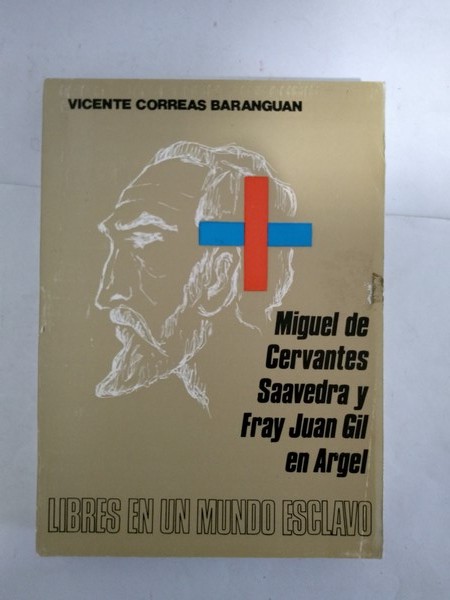 VICENTE CORREAS BARANGUAN
Miguel de
Cervantes
Saavedra y
Fray Juan Gil
en Argel
LIBRES EN UN MUNDO ESCLAVO